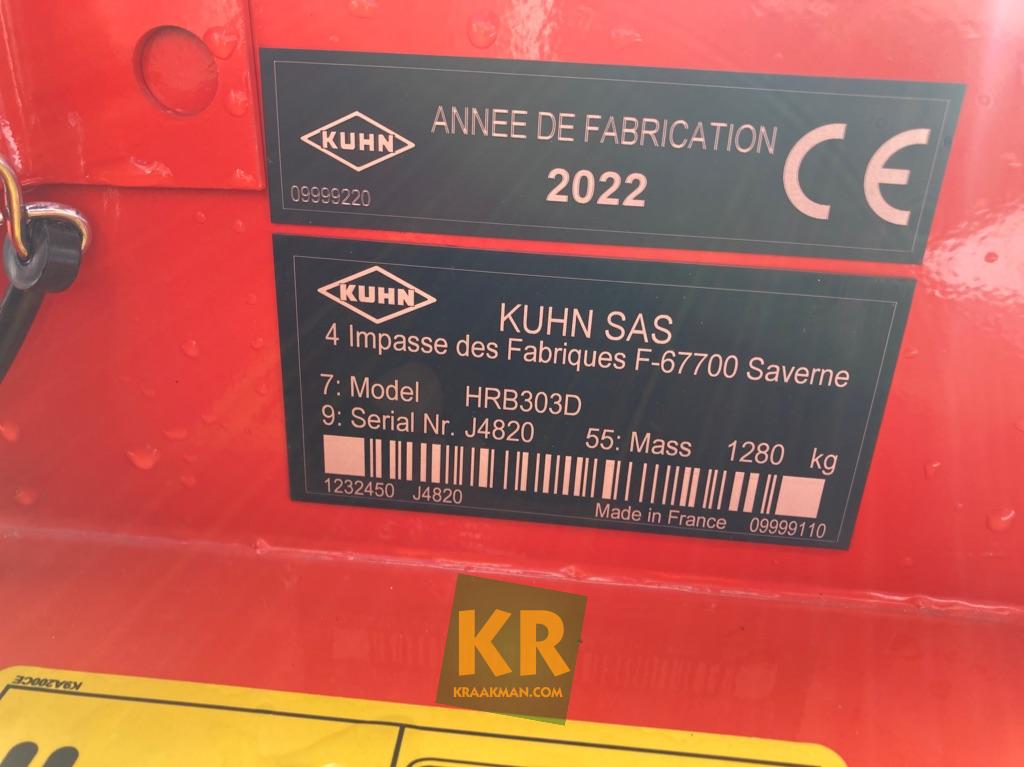 KUHN
ANNEE DE FABRICATION
2022
CE
09999220
KUHN
KUHN SAS
4 Impasse des Fabriques F-67700 Saverne
7: Model HRB303D
9: Serial Nr. J4820 55: Mass 1280 kg
1232450 J4820
Made in France 09999110
KR
KRAAKMAN.COM
K9A200CE